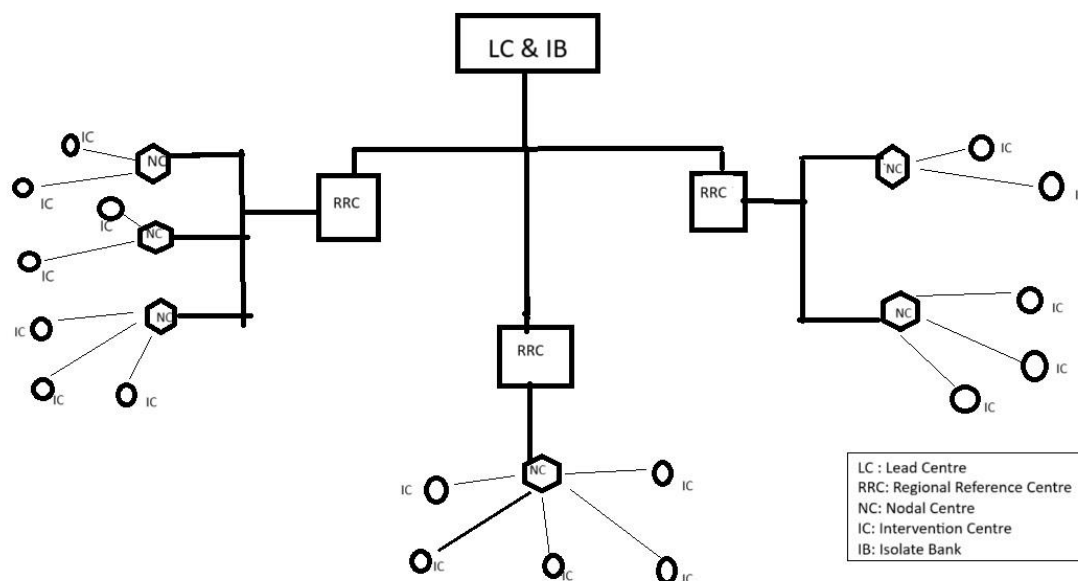 LC & IB
IC
NC
IC
IC
NC
IC
IC
NC
IC
IC
RRC
RRC
NC
IC
I
NC
IC
IC
IC
RRC
NC
IC
IC
IC
IC
IC
LC : Lead Centre
RRC: Regional Reference Centre
NC: Nodal Centre
IC: Intervention Centre
IB: Isolate Bank